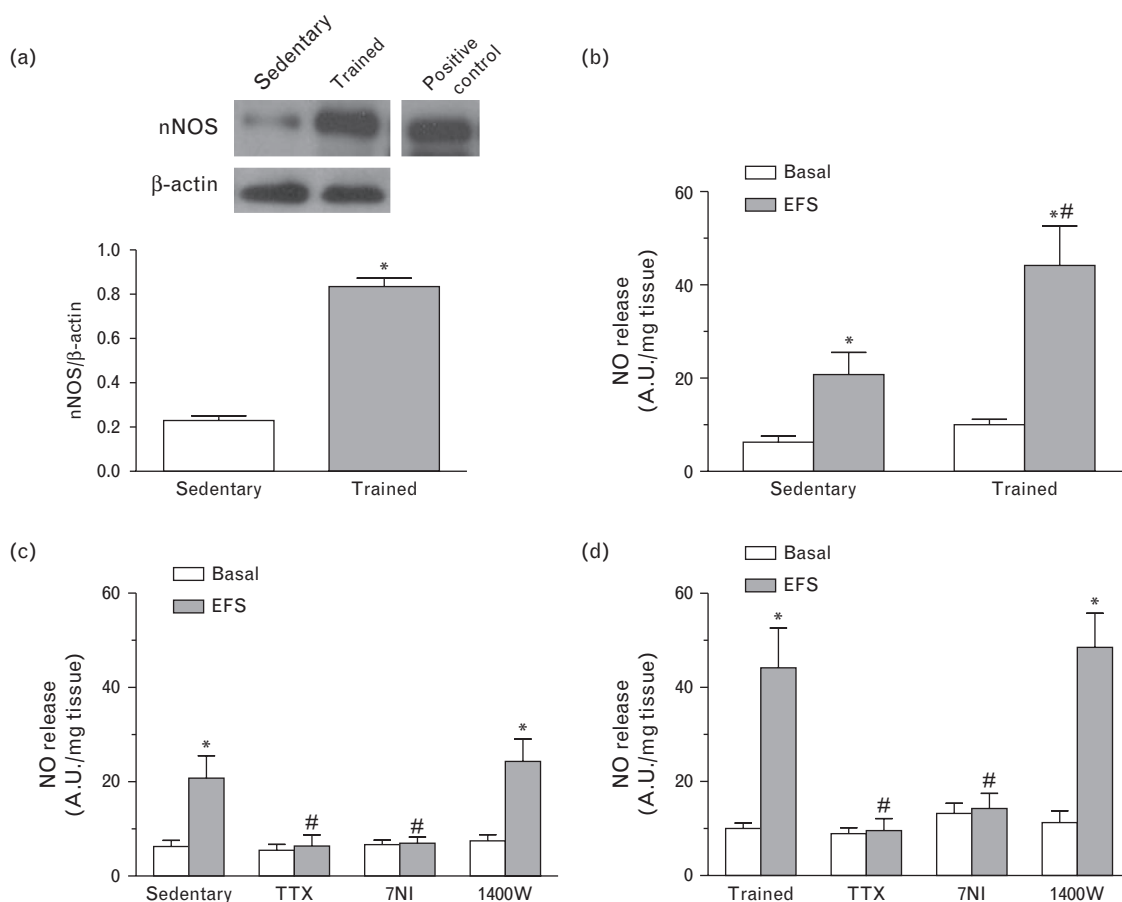 (a)
Sedentary
Trained
Positive
control
nNOS
β-actin
nNOS/β-actin
1.0
0.8
0.6
0.4
0.2
0.0
*
Sedentary
Trained
(b)
Basal
EFS
NO release
(A.U./mg tissue)
60
40
20
0
*
*#
Sedentary
Trained
(c)
Basal
EFS
NO release
(A.U./mg tissue)
60
40
20
0
*
#
#
*
Sedentary
TTX
7NI
1400W
(d)
Basal
EFS
NO release
(A.U./mg tissue)
60
40
20
0
*
#
#
*
Trained
TTX
7NI
1400W